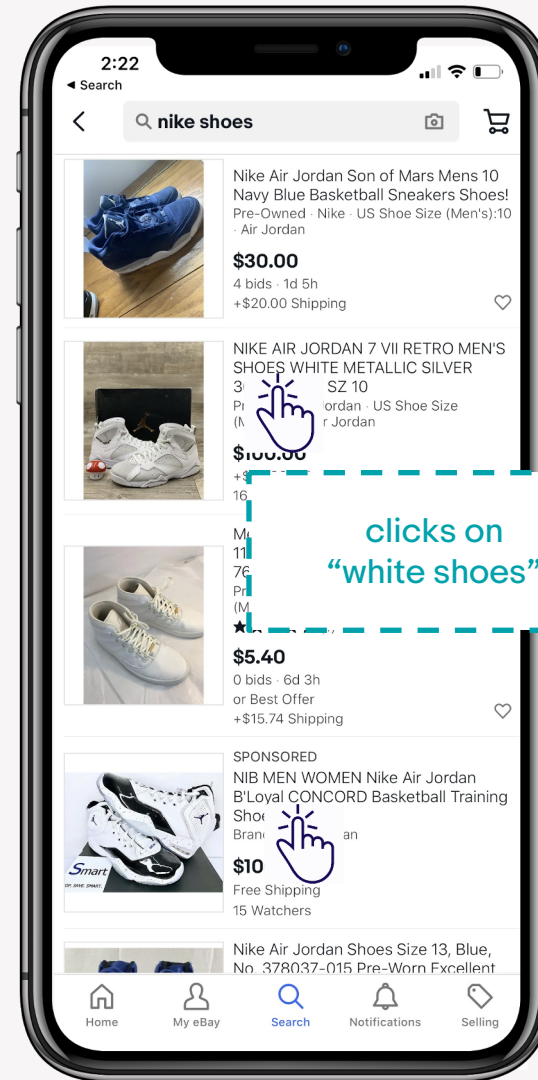 2:22
Search
nike shoes
Nike Air Jordan Son of Mars Mens 10
Navy Blue Basketball Sneakers Shoes!
Pre-Owned · Nike · US Shoe Size (Men's):10
· Air Jordan
$30.00
4 bids · 1d 5h
+$20.00 Shipping
NIKE AIR JORDAN 7 VII RETRO MEN'S
SHOES WHITE METALLIC SILVER
SZ 10
US Shoe Size
Jordan
clicks on
“white shoes”
$5.40
0 bids · 6d 3h
or Best Offer
+$15.74 Shipping
SPONSORED
NIB MEN WOMEN Nike Air Jordan
B'Loyal CONCORD Basketball Training
$10
Free Shipping
15 Watchers
Smart
Nike Air Jordan Shoes Size 13, Blue,
No. 378037-015 Pre-Worn Excellent
Home
My eBay
Search
Notifications
Selling